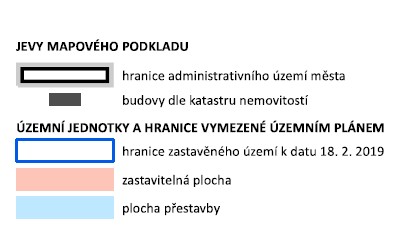 JEVY MAPOVÉHO PODKLADU
hranice administrativního území města
budovy dle katastru nemovitostí
ÚZEMNÍ JEDNOTKY A HRANICE VYMEZENÉ ÚZEMNÍM PLÁNEM
hranice zastavěného území k datu 18. 2. 2019
zastavitelná plocha
plocha přestavby